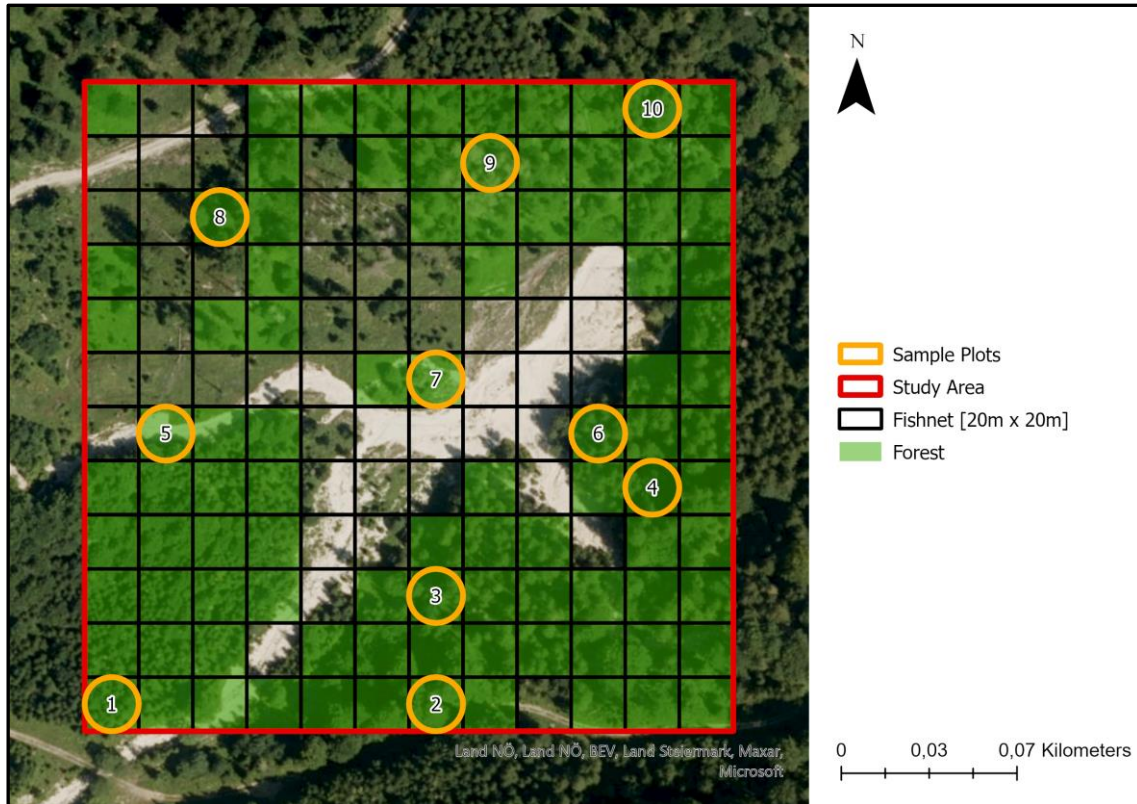 N
10
9
8
7
5
6
4
3
1
2
Sample Plots
Study Area
Fishnet [20m x 20m]
Forest
Land NÖ, Land NÖ, BEV, Land Steiermark, Maxar,
Microsoft
0 0,03 0,07 Kilometers